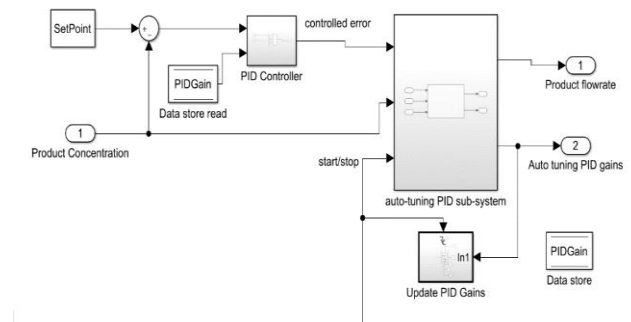 SetPoint
+
-
controlled error
PID Controller
PIDGain
Data store read
1
Product Concentration
start/stop
auto-tuning PID sub-system
1
Product flowrate
2
Auto tuning PID gains
In1
Update PID Gains
PIDGain
Data store